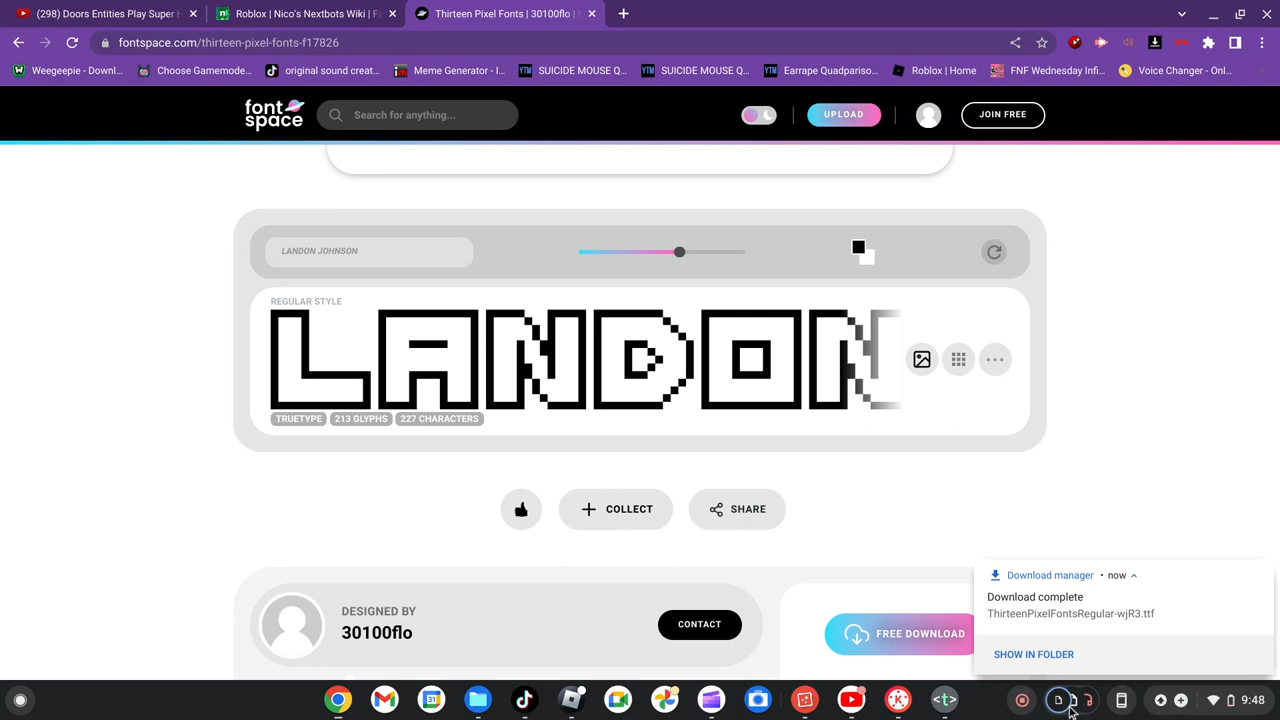 (298) Doors Entities Play Super H
Roblox | Nico's Nextbots Wiki | Fa
Thirteen Pixel Fonts | 30100flo |
fontspace.com/thirteen-pixel-fonts-f17826
Weegeepie - Downl...
Choose Gamemode...
original sound creat...
Meme Generator - I...
SUICIDE MOUSE Q...
SUICIDE MOUSE Q...
Earrape Quadpariso...
Roblox | Home
FNF Wednesday Infi...
Voice Changer - Onl...
font
space
Search for anything...
UPLOAD
JOIN FREE
LANDON JOHNSON
REGULAR STYLE
LANDON
TRUETYPE
213 GLYPHS
227 CHARACTERS
COLLECT
SHARE
DESIGNED BY
30100flo
CONTACT
FREE DOWNLOAD
Download manager • now
Download complete
ThirteenPixelFontsRegular-wjR3.ttf
SHOW IN FOLDER
9:48